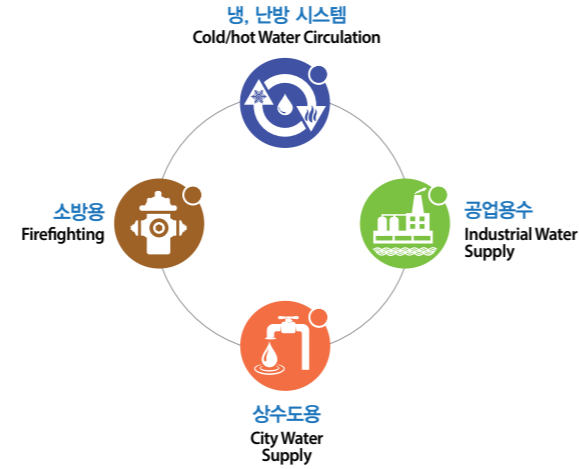 냉, 난방 시스템
Cold/hot Water Circulation
소방용
Firefighting
공업용수
Industrial Water
Supply
상수도용
City Water
Supply